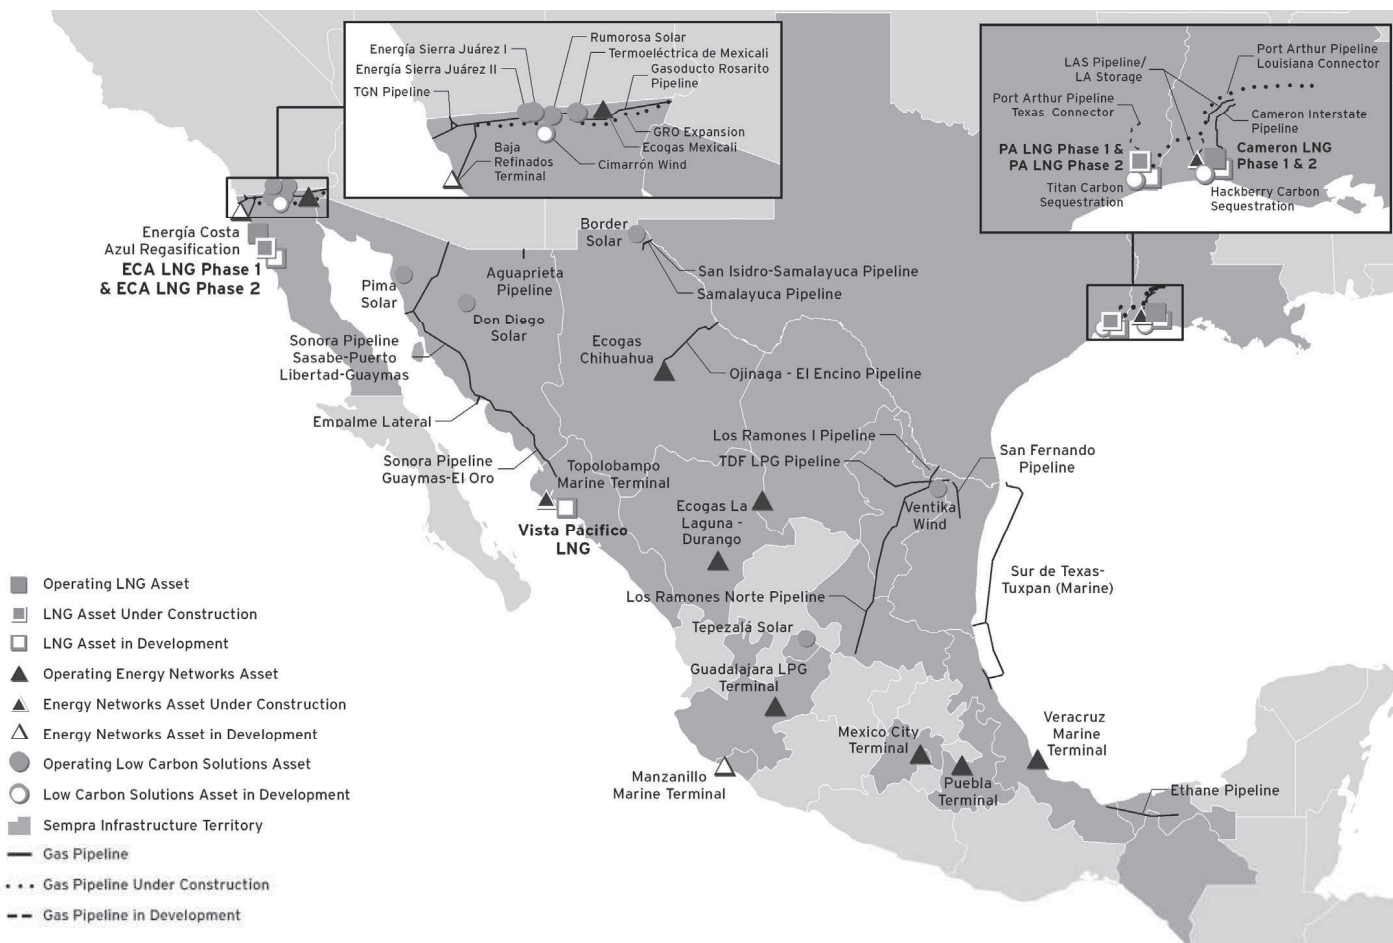 Energía Sierra Juárez I
Energía Sierra Juárez II
TGN Pipeline
Rumorosa Solar
Termoeléctrica de Mexicali
Gasoducto Rosarito
Pipeline
GRO Expansion
Ecogas Mexicali
Cimarrón Wind
Baja
Refinados
Terminal
Port Arthur Pipeline
Louisiana Connector
LAS Pipeline/
LA Storage
Port Arthur Pipeline
Texas Connector
Cameron Interstate
Pipeline
PA LNG Phase 1 &
PA LNG Phase 2
Cameron LNG
Phase 1 & 2
Titan Carbon
Sequestration
Hackberry Carbon
Sequestration
Energía Costa
Azul Regasification
ECA LNG Phase 1
& ECA LNG Phase 2
Border
Solar
Pima
Solar
Aguaprieta
Pipeline
San Isidro-Samalayuca Pipeline
Samalayuca Pipeline
Don Diego
Solar
Sonora Pipeline
Sasabe-Puerto
Libertad-Guaymas
Ecogas
Chihuahua
Ojinaga - El Encino Pipeline
Empalme Lateral
Los Ramones I Pipeline
TDF LPG Pipeline
San Fernando
Pipeline
Sonora Pipeline
Guaymas-El Oro
Topolobampo
Marine Terminal
Vista Pacifico
LNG
Ecogas La
Laguna -
Durango
Ventika
Wind
Sur de Texas-
Tuxpan (Marine)
Los Ramones Norte Pipeline
Tepezalá Solar
Guadalajara LPG
Terminal
Mexico City
Terminal
Veracruz
Marine
Terminal
Manzanillo
Marine Terminal
Puebla
Terminal
Ethane Pipeline
Operating LNG Asset
LNG Asset Under Construction
LNG Asset in Development
Operating Energy Networks Asset
Energy Networks Asset Under Construction
Energy Networks Asset in Development
Operating Low Carbon Solutions Asset
Low Carbon Solutions Asset in Development
Sempra Infrastructure Territory
Gas Pipeline
Gas Pipeline Under Construction
Gas Pipeline in Development